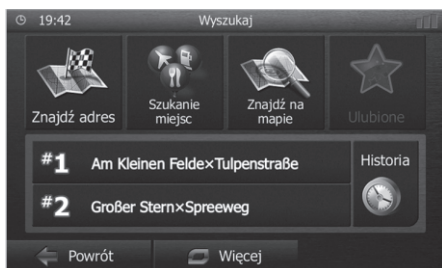 19:42 Wyszukaj
Znajdź adres
Szukanie
miejsc
Znajdź na
mapie
Ulubione
#1 Am Kleinen Felde×Tulpenstraße
#2 Großer Stern×Spreeweg
Historia
Powrót Więcej